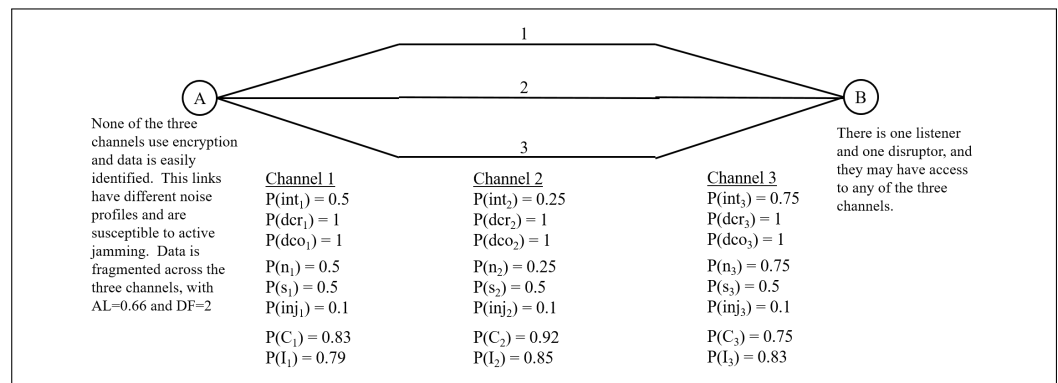 1
2
3
A
B
None of the three
channels use encryption
and data is easily
identified. This links
have different noise
profiles and are
susceptible to active
jamming. Data is
fragmented across the
three channels, with
AL=0.66 and DF=2
Channel 1
P(int₁) = 0.5
P(dcr₁) = 1
P(dco₁) = 1
P(n₁) = 0.5
P(s₁) = 0.5
P(inj₁) = 0.1
P(C₁) = 0.83
P(I₁) = 0.79
Channel 2
P(int₂) = 0.25
P(dcr₂) = 1
P(dco₂) = 1
P(n₂) = 0.25
P(s₂) = 0.5
P(inj₂) = 0.1
P(C₂) = 0.92
P(I₂) = 0.85
Channel 3
P(int₃) = 0.75
P(dcr₃) = 1
P(dco₃) = 1
P(n₃) = 0.75
P(s₃) = 0.5
P(inj₃) = 0.1
P(C₃) = 0.75
P(I₃) = 0.83
There is one listener
and one disruptor, and
they may have access
to any of the three
channels.